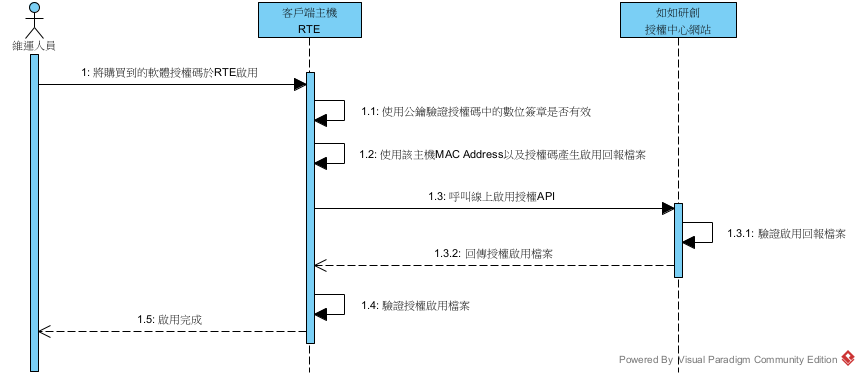 客戶端主機
RTE
如如研創
授權中心網站
維運人員
1: 將購買到的軟體授權碼於RTE啟用
1.1: 使用公鑰驗證授權碼中的數位簽章是否有效
1.2: 使用該主機MAC Address以及授權碼產生啟用回報檔案
1.3: 呼叫線上啟用授權API
1.3.1: 驗證啟用回報檔案
1.3.2: 回傳授權啟用檔案
1.4: 驗證授權啟用檔案
1.5: 啟用完成
Powered By Visual Paradigm Community Edition